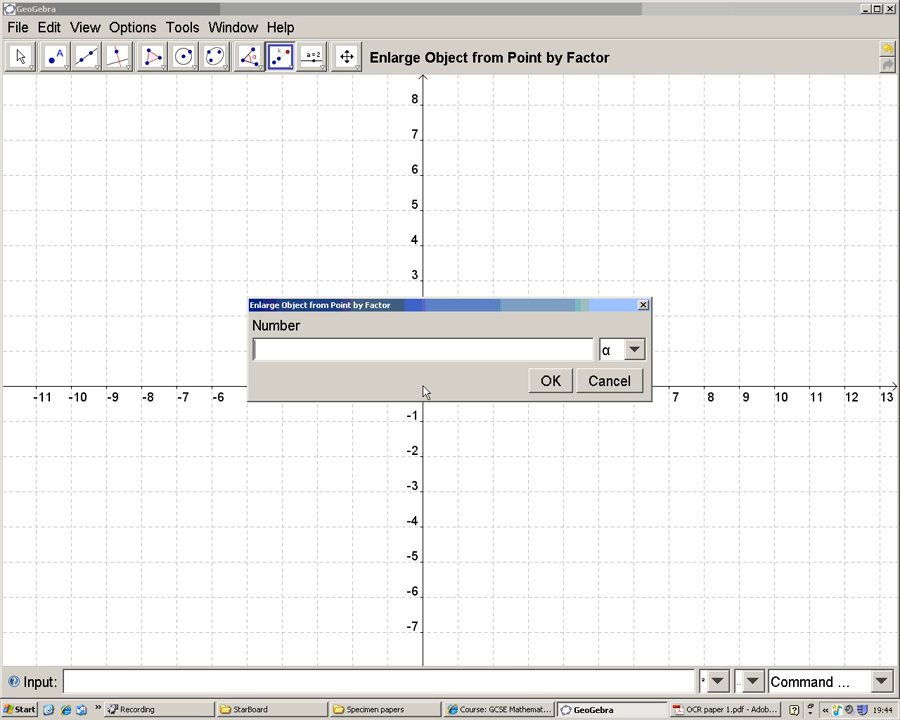 GeoGebra
File Edit View Options Tools Window Help
A a=2 Enlarge Object from Point by Factor
8
7
6
5
4
3
Enlarge Object from Point by Factor
Number
α
OK Cancel
-11 -10 -9 -8 -7 -6 7 8 9 10 11 12 13
-1
-2
-3
-4
-5
-6
-7
Input: Command ...
Start » Recording StarBoard Specimen papers Course: GCSE Mathemat... GeoGebra OCR paper 1.pdf - Adob... « 19:44